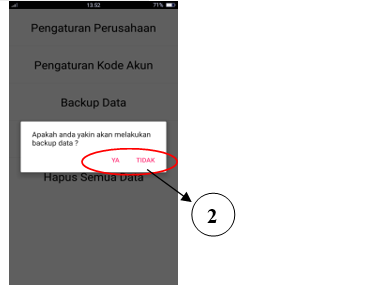 13.52 71%
Pengaturan Perusahaan
Pengaturan Kode Akun
Backup Data
Apakah anda yakin akan melakukan
backup data ?
YA TIDAK
Hapus Semua Data
2